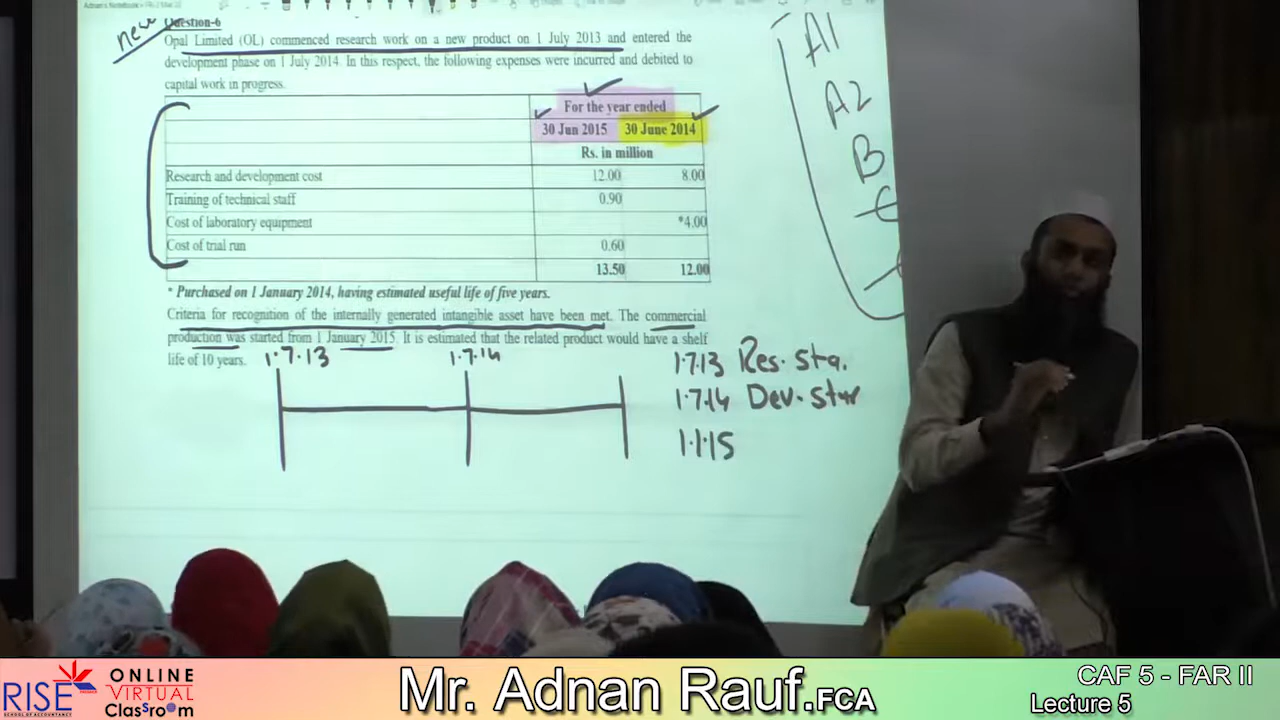 Adnan's Notebook
new
Question-6
Opal Limited (OL) commenced research work on a new product on 1 July 2013 and entered the
development phase on 1 July 2014. In this respect, the following expenses were incurred and debited to
capital work in progress.
For the year ended
30 Jun 2015 30 June 2014
Rs. in million
Research and development cost 12.00 8.00
Training of technical staff 0.90
Cost of laboratory equipment *4.00
Cost of trial run 0.60
13.50 12.00
* Purchased on 1 January 2014, having estimated useful life of five years.
Criteria for recognition of the internally generated intangible asset have been met. The commercial
production was started from 1 January 2015. It is estimated that the related product would have a shelf
life of 10 years.
1.7.13 1.7.14
1.7.13 Res. sta.
1.7.14 Dev. star
1.1.15
A1
A2
B
RISE
SCHOOL OF ACCOUNTANCY
ONLINE
VIRTUAL
Classroom
Mr. Adnan Rauf.FCA
CAF 5 - FAR II
Lecture 5